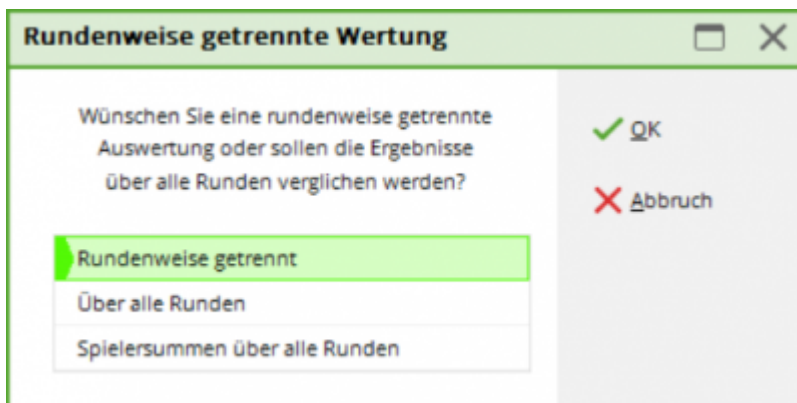 Rundenweise getrennte Wertung
Wünschen Sie eine rundenweise getrennte
Auswertung oder sollen die Ergebnisse
über alle Runden verglichen werden?
OK
Abbruch
Rundenweise getrennt
Über alle Runden
Spielersummen über alle Runden